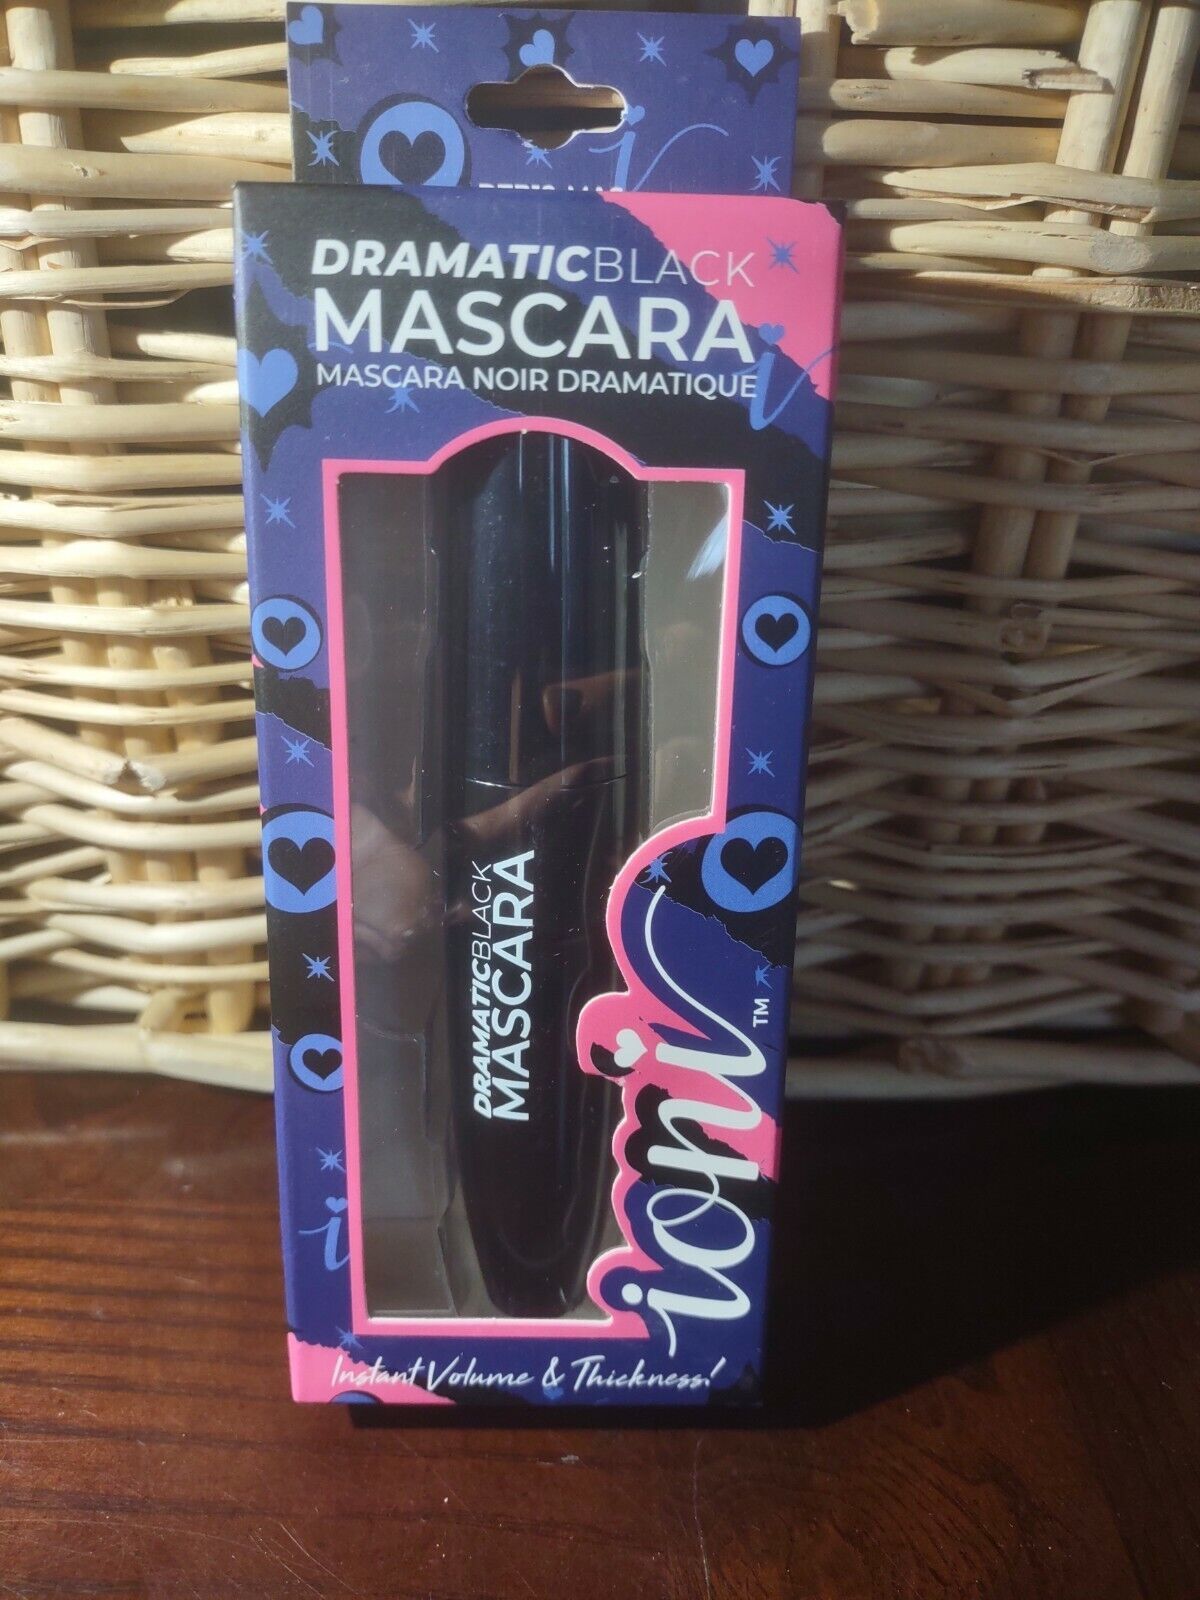 DRAMATICBLACK
MASCARA
MASCARA NOIR DRAMATIQUE
DRAMATICBLACK
MASCARA
ioni™
Instant Volume & Thickness!